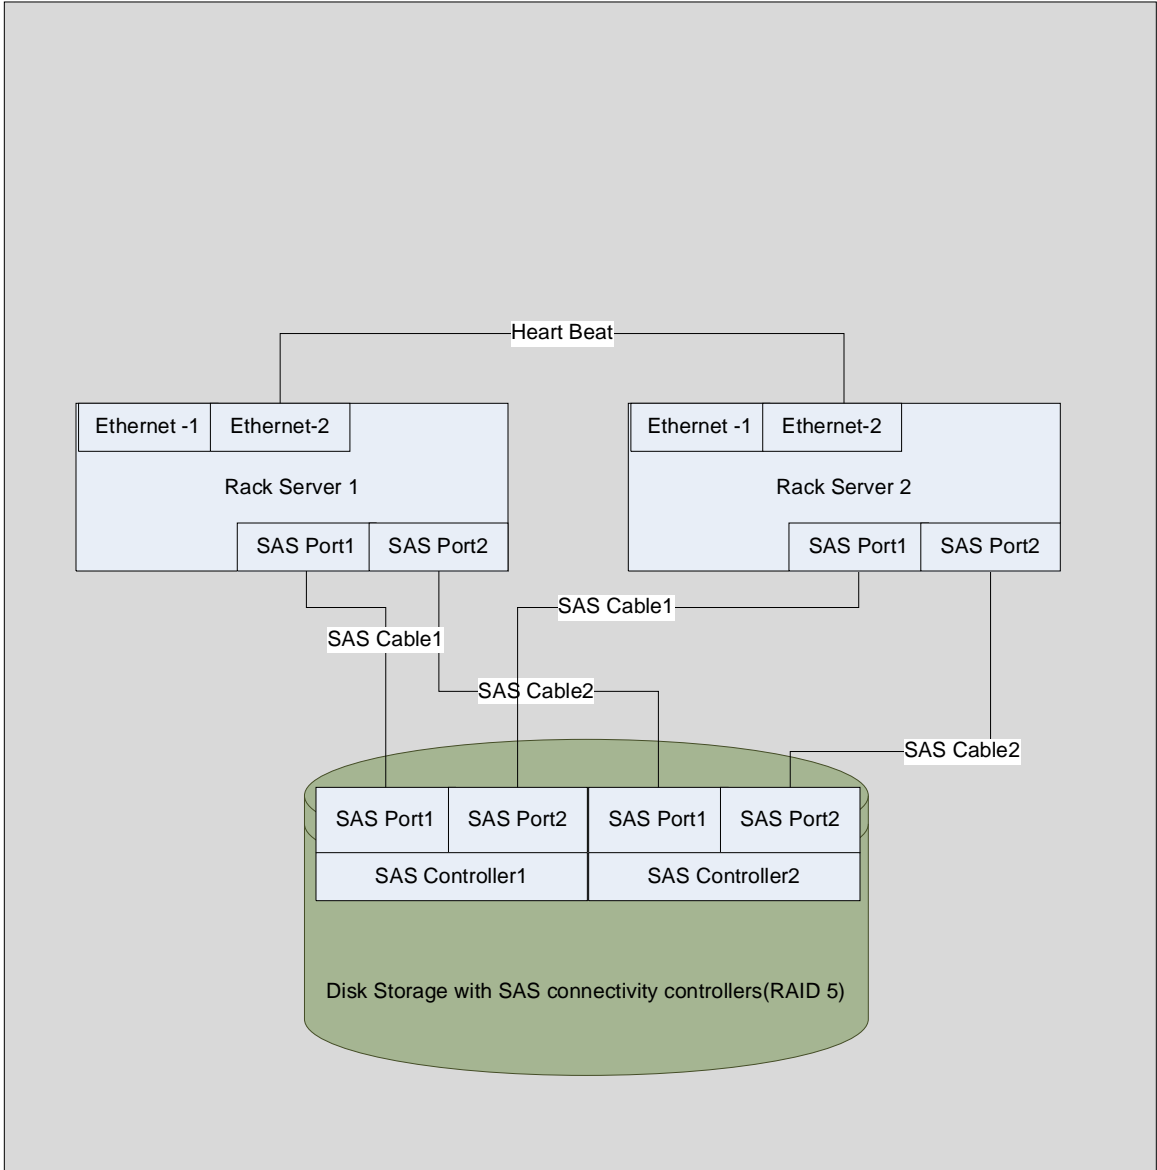 Heart Beat
Ethernet -1
Ethernet-2
Ethernet -1
Ethernet-2
Rack Server 1
Rack Server 2
SAS Port1
SAS Port2
SAS Port1
SAS Port2
SAS Cable1
SAS Cable1
SAS Cable2
SAS Cable2
SAS Port1
SAS Port2
SAS Port1
SAS Port2
SAS Controller1
SAS Controller2
Disk Storage with SAS connectivity controllers(RAID 5)